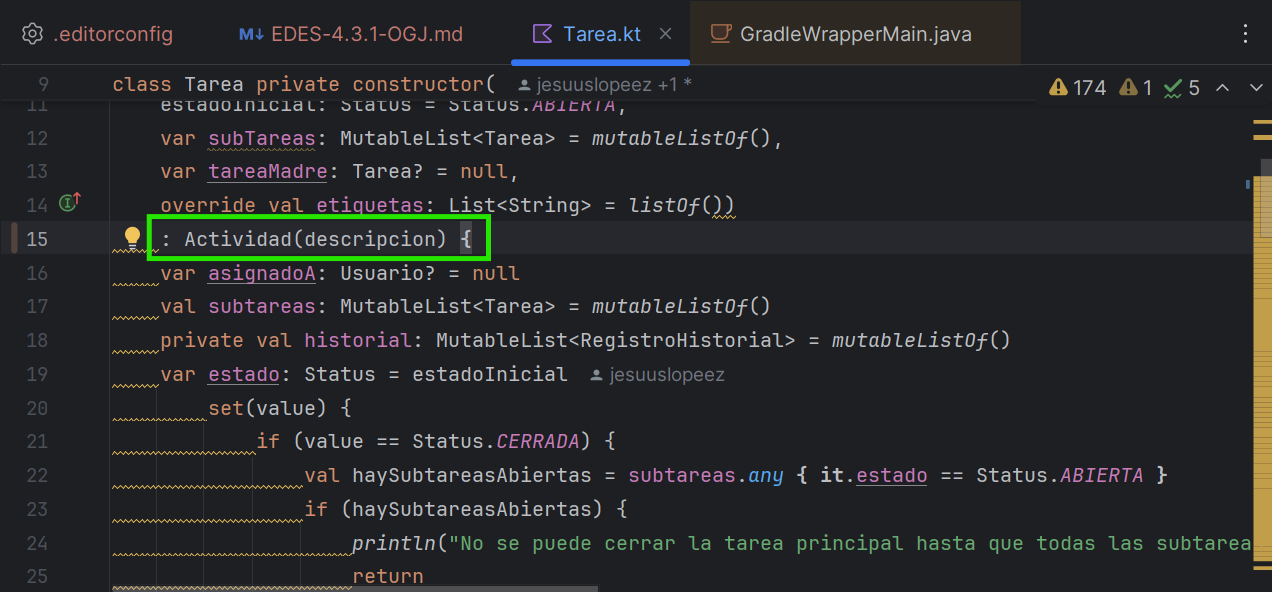 .editorconfig
M↓ EDES-4.3.1-OGJ.md
Tarea.kt
GradleWrapperMain.java
9 class Tarea private constructor( jesuuslopeez +1 *
174 1 5
11 estadoInicial: Status = Status.ABIERTA,
12 var subTareas: MutableList<Tarea> = mutableListOf(),
13 var tareaMadre: Tarea? = null,
14 override val etiquetas: List<String> = listOf())
15 : Actividad(descripcion) {
16 var asignadoA: Usuario? = null
17 val subtareas: MutableList<Tarea> = mutableListOf()
18 private val historial: MutableList<RegistroHistorial> = mutableListOf()
19 var estado: Status = estadoInicial jesuuslopeez
20 set(value) {
21 if (value == Status.CERRADA) {
22 val haySubtareasAbiertas = subtareas.any { it.estado == Status.ABIERTA }
23 if (haySubtareasAbiertas) {
24 println("No se puede cerrar la tarea principal hasta que todas las subtarea
25 return